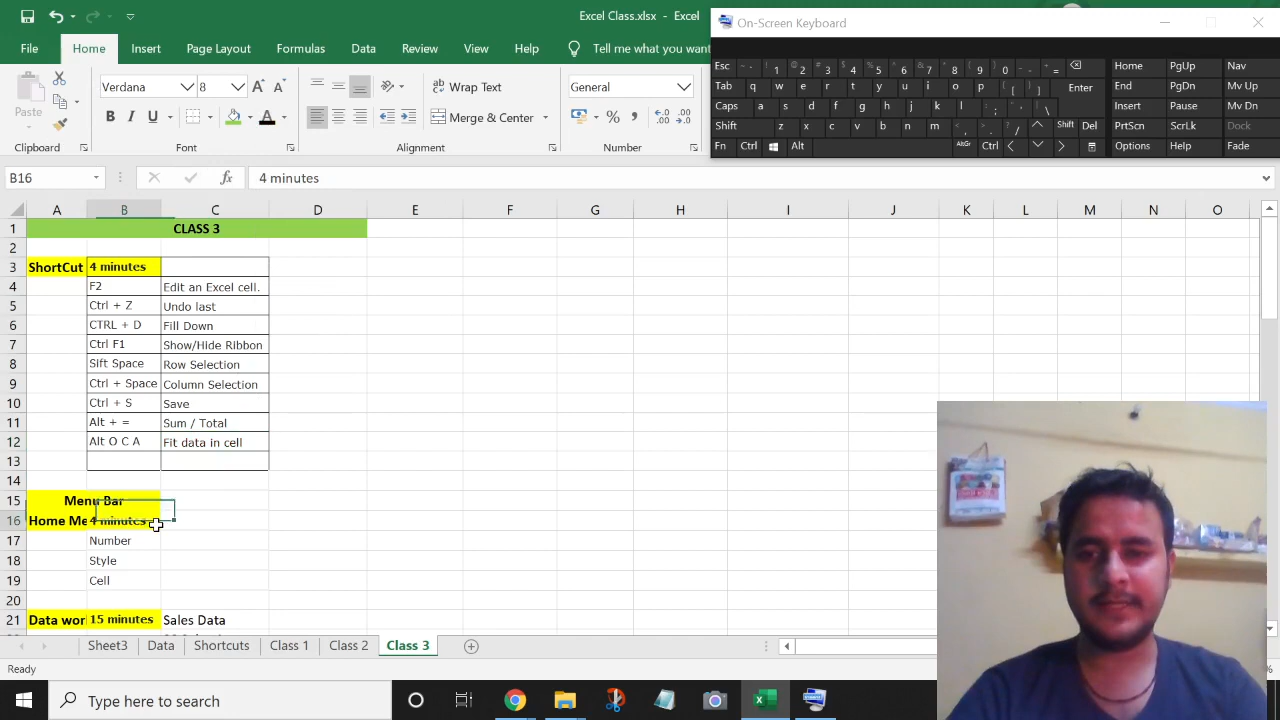 Excel Class.xlsx - Excel
On-Screen Keyboard
File Home Insert Page Layout Formulas Data Review View Help Tell me what you want
Paste
Verdana 8
B I U
Wrap Text
Merge & Center
General
% ,
Clipboard Font Alignment Number
Esc ~ ` ! 1 @ 2 # 3 $ 4 % 5 ^ 6 & 7 * 8 ( 9 ) 0 _ - + = Home PgUp Nav
Tab q w e r t y u i o p { [ } ] Enter End PgDn Mv Up
Caps a s d f g h j k l : ; " ' | \ Insert Pause Mv Dn
Shift z x c v b n m < , > . ? / Shift Del PrtScn ScrLk Dock
Fn Ctrl Alt AltGr Ctrl Options Help Fade
B16 fx 4 minutes
A B C D E F G H I J K L M N O
1 CLASS 3
2
3 ShortCut 4 minutes
4 F2 Edit an Excel cell.
5 Ctrl + Z Undo last
6 CTRL + D Fill Down
7 Ctrl F1 Show/Hide Ribbon
8 Sift Space Row Selection
9 Ctrl + Space Column Selection
10 Ctrl + S Save
11 Alt + = Sum / Total
12 Alt O C A Fit data in cell
13
14
15 Menu Bar
16 Home Me 4 minutes
17 Number
18 Style
19 Cell
20
21 Data wor 15 minutes Sales Data
Sheet3 Data Shortcuts Class 1 Class 2 Class 3
Ready %
Type here to search